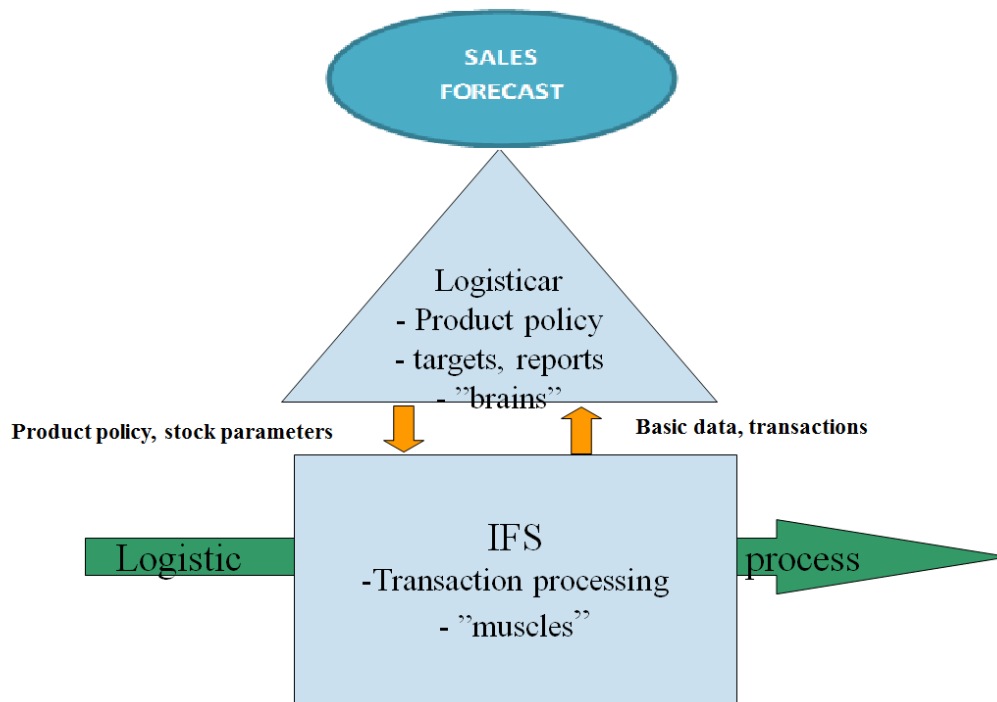 SALES
FORECAST
Logisticar
- Product policy
- targets, reports
- ”brains”
Product policy, stock parameters
Basic data, transactions
IFS
-Transaction processing
- ”muscles”
Logistic
process